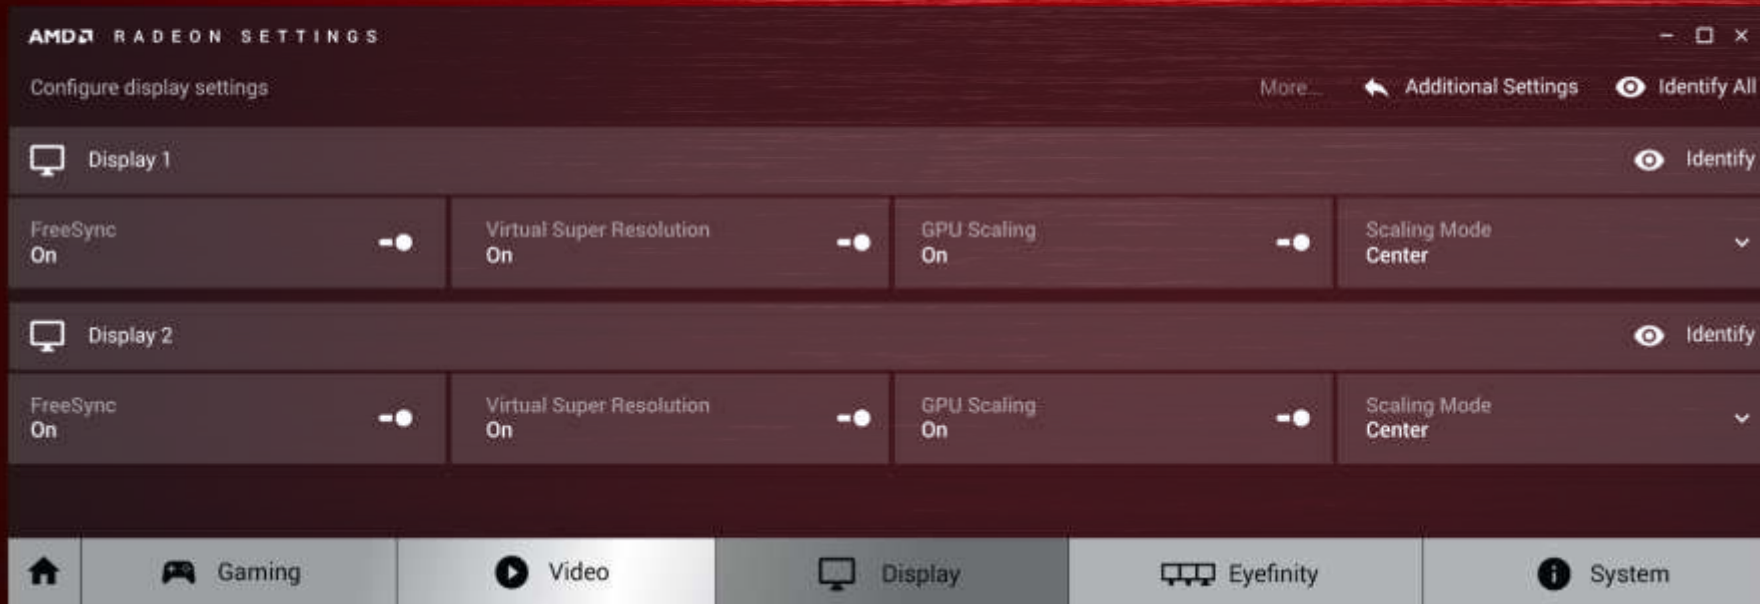 AMD RADEON SETTINGS
Configure display settings
More... Additional Settings Identify All
Display 1 Identify
FreeSync Virtual Super Resolution GPU Scaling Scaling Mode
On On On Center
Display 2 Identify
FreeSync Virtual Super Resolution GPU Scaling Scaling Mode
On On On Center
Gaming Video Display Eyefinity System